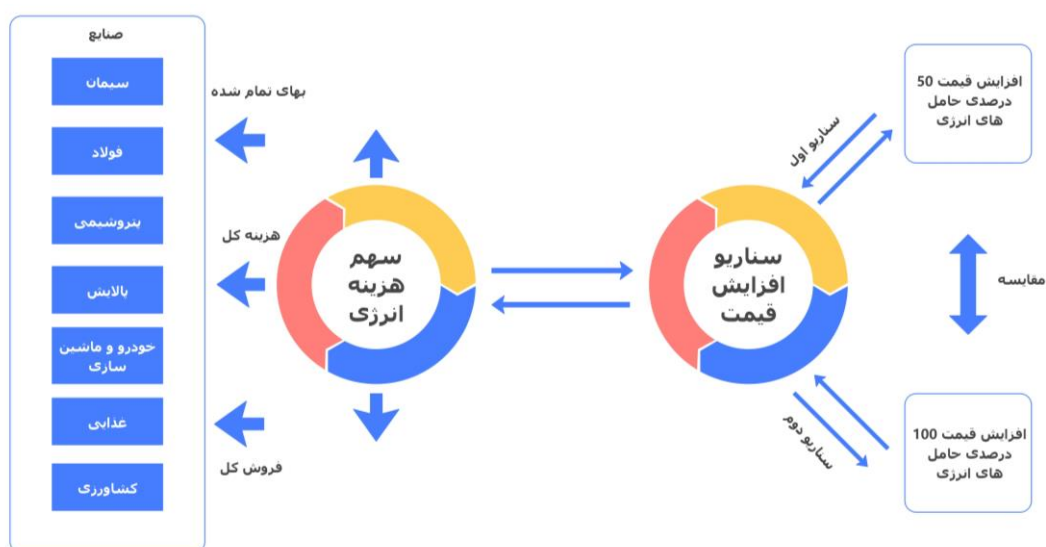 صنایع
سیمان
فولاد
پتروشیمی
پالایش
خودرو و ماشین
سازی
غذایی
کشاورزی
بهای تمام شده
هزینه کل
فروش کل
سهم
هزینه
انرژی
سناریو
افزایش
قیمت
سناریو اول
سناریو دوم
افزایش قیمت 50
درصدی حامل
های انرژی
مقایسه
افزایش قیمت 100
درصدی حامل
های انرژی